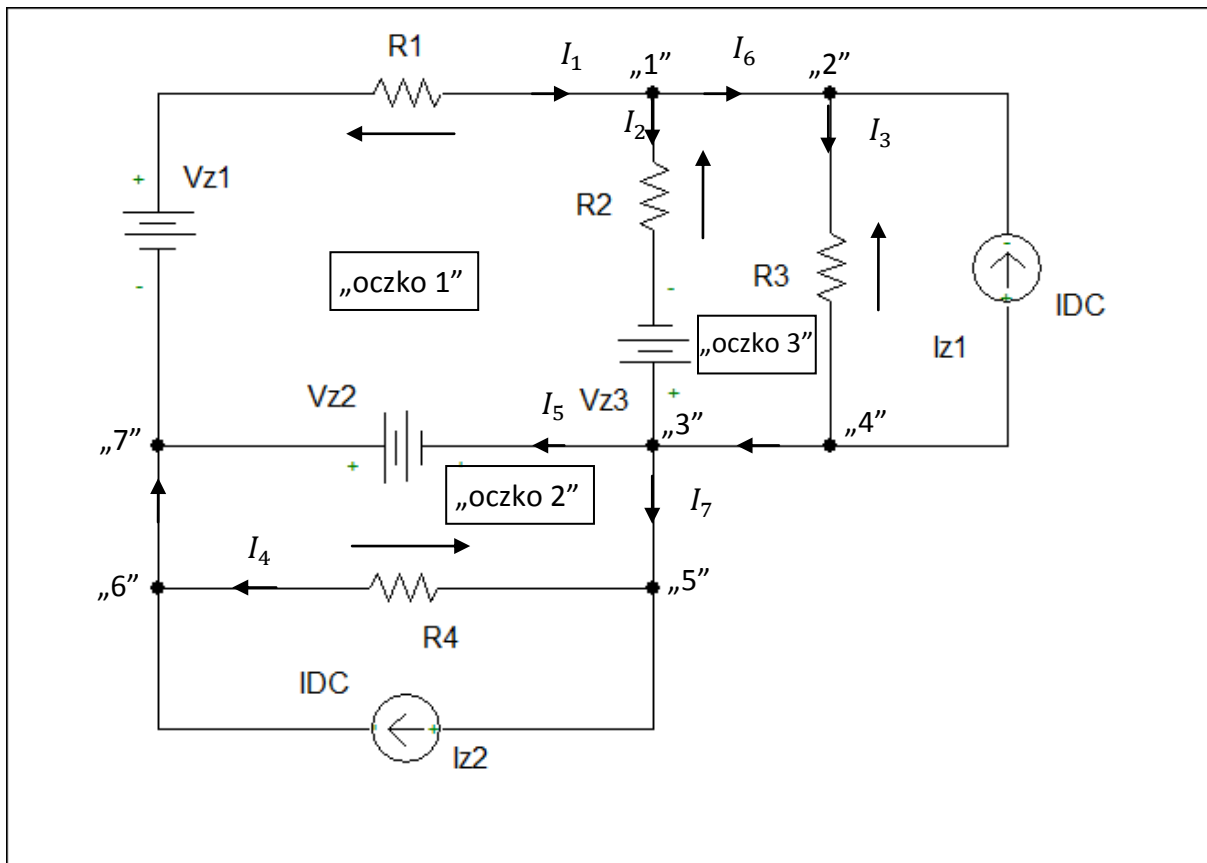 R1
I₁
„1”
I₆
„2”
I₂
I₃
+
Vz1
R2
-
„oczko 1”
R3
-
+
IDC
-
Iz1
„oczko 3”
Vz2
Vz3
+
I₅
„7”
„3”
„4”
+
+
„oczko 2”
I₇
I₄
„6”
„5”
R4
IDC
+
Iz2